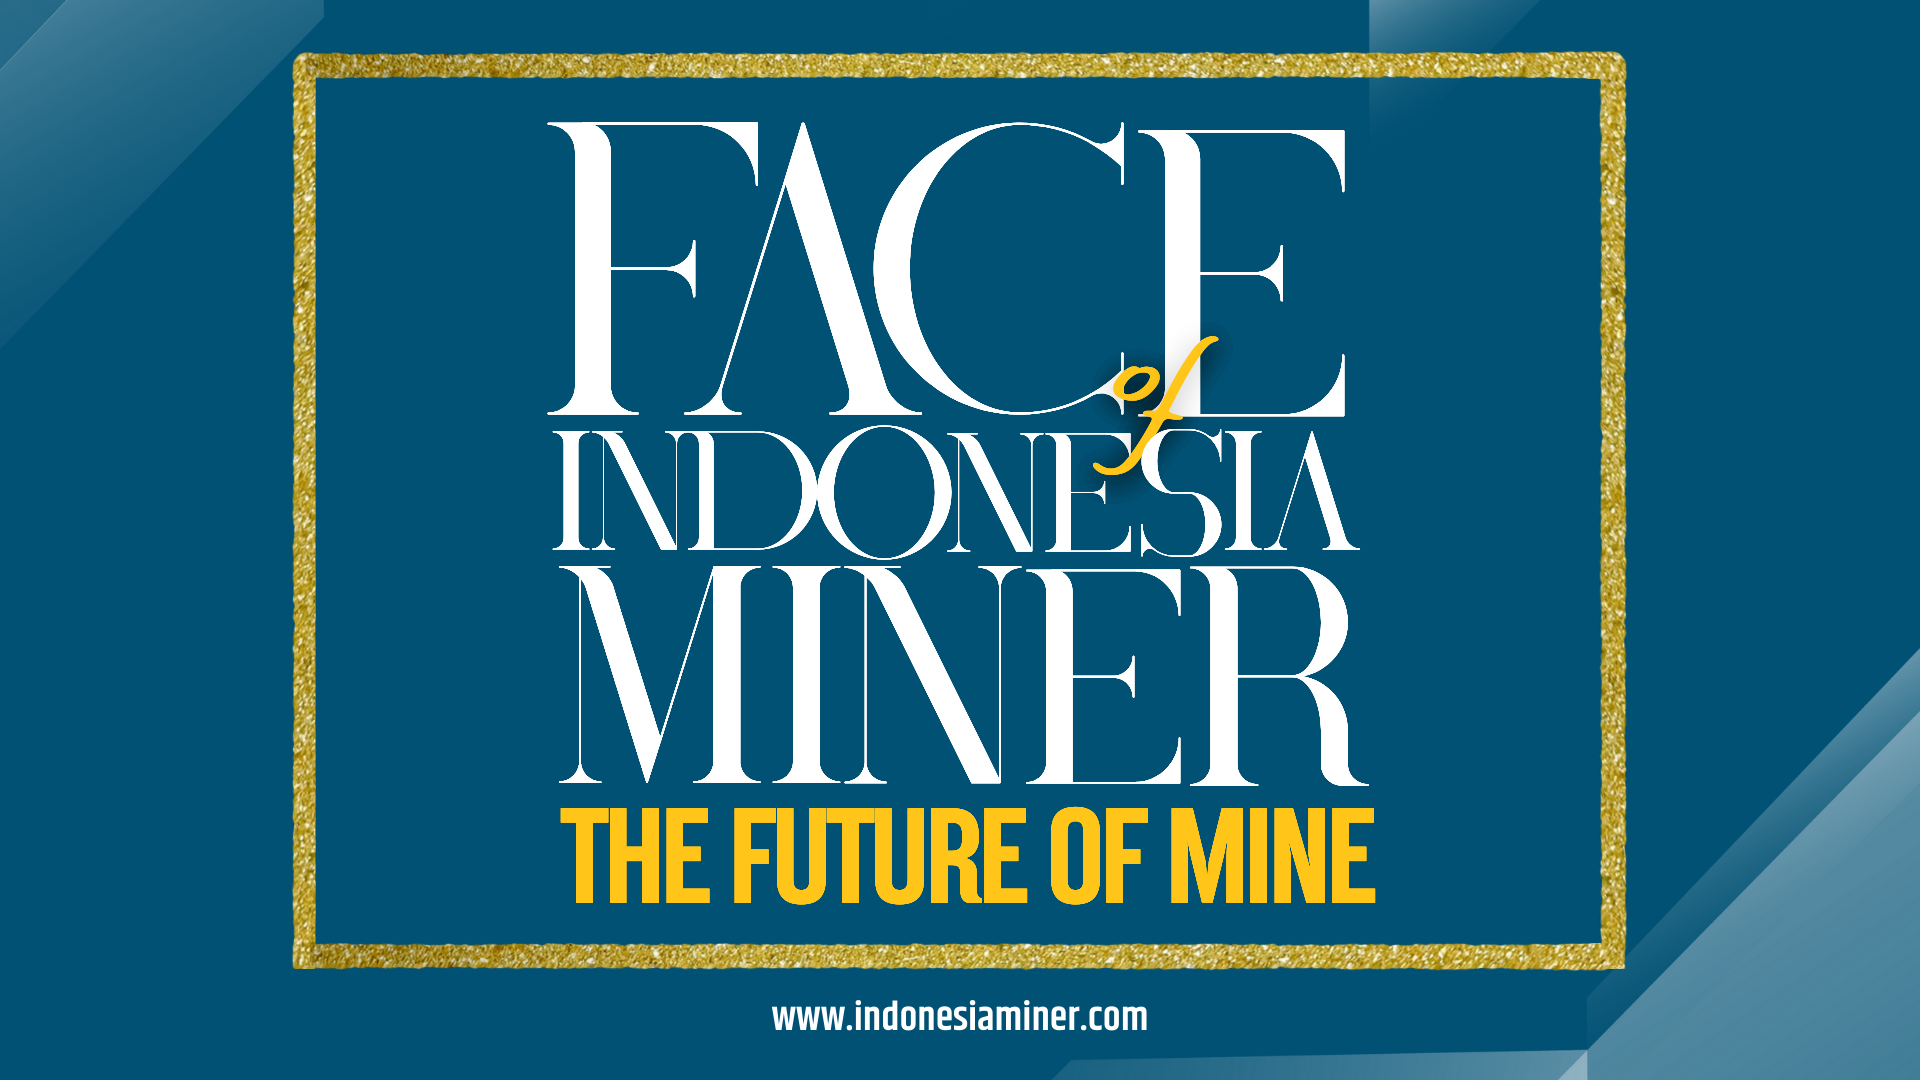 FACE
of
INDONESIA
MINER
THE FUTURE OF MINE
www.indonesiaminer.com